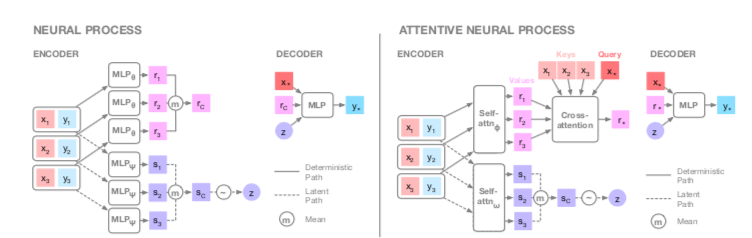 NEURAL PROCESS
ENCODER
DECODER
MLPθ r1
MLPθ r2 m rC
MLPθ r3
x1 y1
x2 y2
x3 y3
MLPΨ s1
MLPΨ s2 m sC ~ z
MLPΨ s3
x*
rC MLP y*
z
Deterministic
Path
Latent
Path
m Mean
ATTENTIVE NEURAL PROCESS
ENCODER
Keys Query
DECODER
x1 x2 x3 x*
Values
Self-
attnϕ
r1
r2
r3
Cross-
attention
r*
x1 y1
x2 y2
x3 y3
Self-
attnω
s1
s2 m sC ~ z
s3
x*
r* MLP y*
z
Deterministic
Path
Latent
Path
m Mean